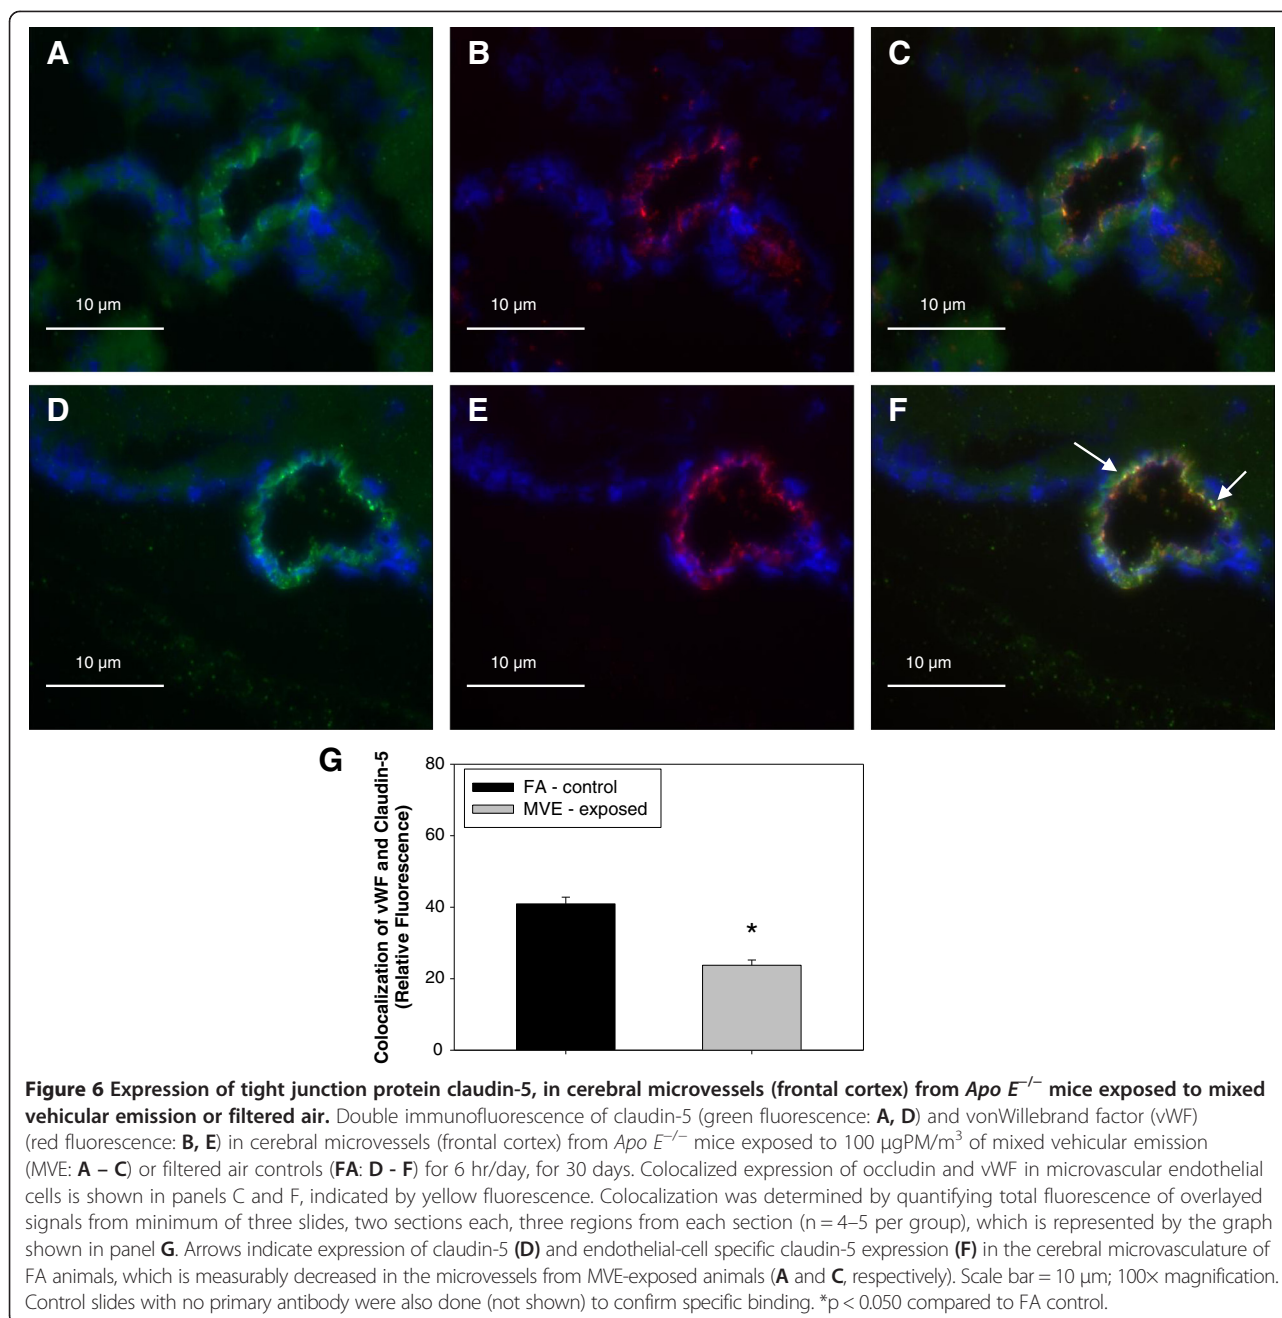 A
B
C
10 µm
10 µm
10 µm
D
E
F
10 µm
10 µm
10 µm
G
Colocalization of vWF and Claudin-5
(Relative Fluorescence)
80
60
40
20
0
FA - control
MVE - exposed
*
Figure 6 Expression of tight junction protein claudin-5, in cerebral microvessels (frontal cortex) from Apo E⁻/⁻ mice exposed to mixed
vehicular emission or filtered air. Double immunofluorescence of claudin-5 (green fluorescence: A, D) and vonWillebrand factor (vWF)
(red fluorescence: B, E) in cerebral microvessels (frontal cortex) from Apo E⁻/⁻ mice exposed to 100 µgPM/m³ of mixed vehicular emission
(MVE: A – C) or filtered air controls (FA: D - F) for 6 hr/day, for 30 days. Colocalized expression of occludin and vWF in microvascular endothelial
cells is shown in panels C and F, indicated by yellow fluorescence. Colocalization was determined by quantifying total fluorescence of overlayed
signals from minimum of three slides, two sections each, three regions from each section (n = 4–5 per group), which is represented by the graph
shown in panel G. Arrows indicate expression of claudin-5 (D) and endothelial-cell specific claudin-5 expression (F) in the cerebral microvasculature of
FA animals, which is measurably decreased in the microvessels from MVE-exposed animals (A and C, respectively). Scale bar = 10 µm; 100× magnification.
Control slides with no primary antibody were also done (not shown) to confirm specific binding. *p < 0.050 compared to FA control.